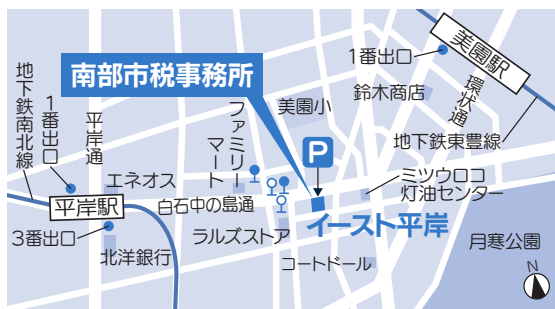 美園駅
1番出口
環状通
鈴木商店
地下鉄東豊線
南部市税事務所
美園小
ファミリー
マート
P
地下鉄南北線
1番出口
平岸通
エネオス
平岸駅
白石中の島通
ミツウロコ
灯油センター
イースト平岸
3番出口
北洋銀行
ラルズストア
コートドール
月寒公園
N